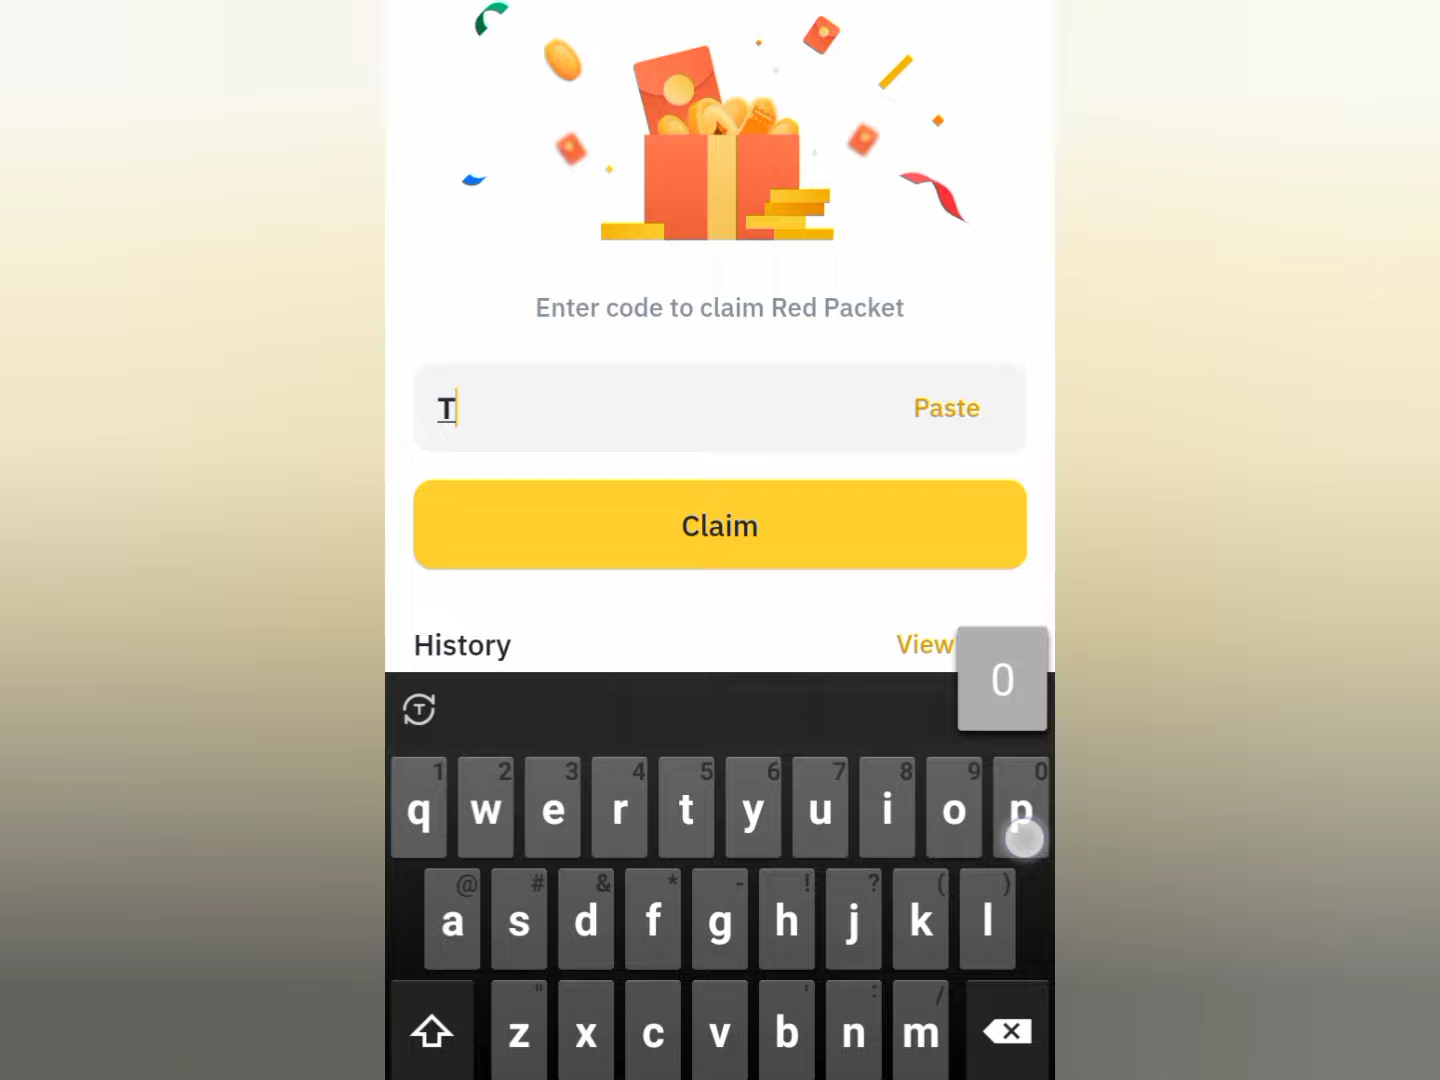 Enter code to claim Red Packet
T Paste
Claim
History View
0
1 2 3 4 5 6 7 8 9 0
q w e r t y u i o p
@ # & * - ! ? ( )
a s d f g h j k l
" ' : /
z x c v b n m